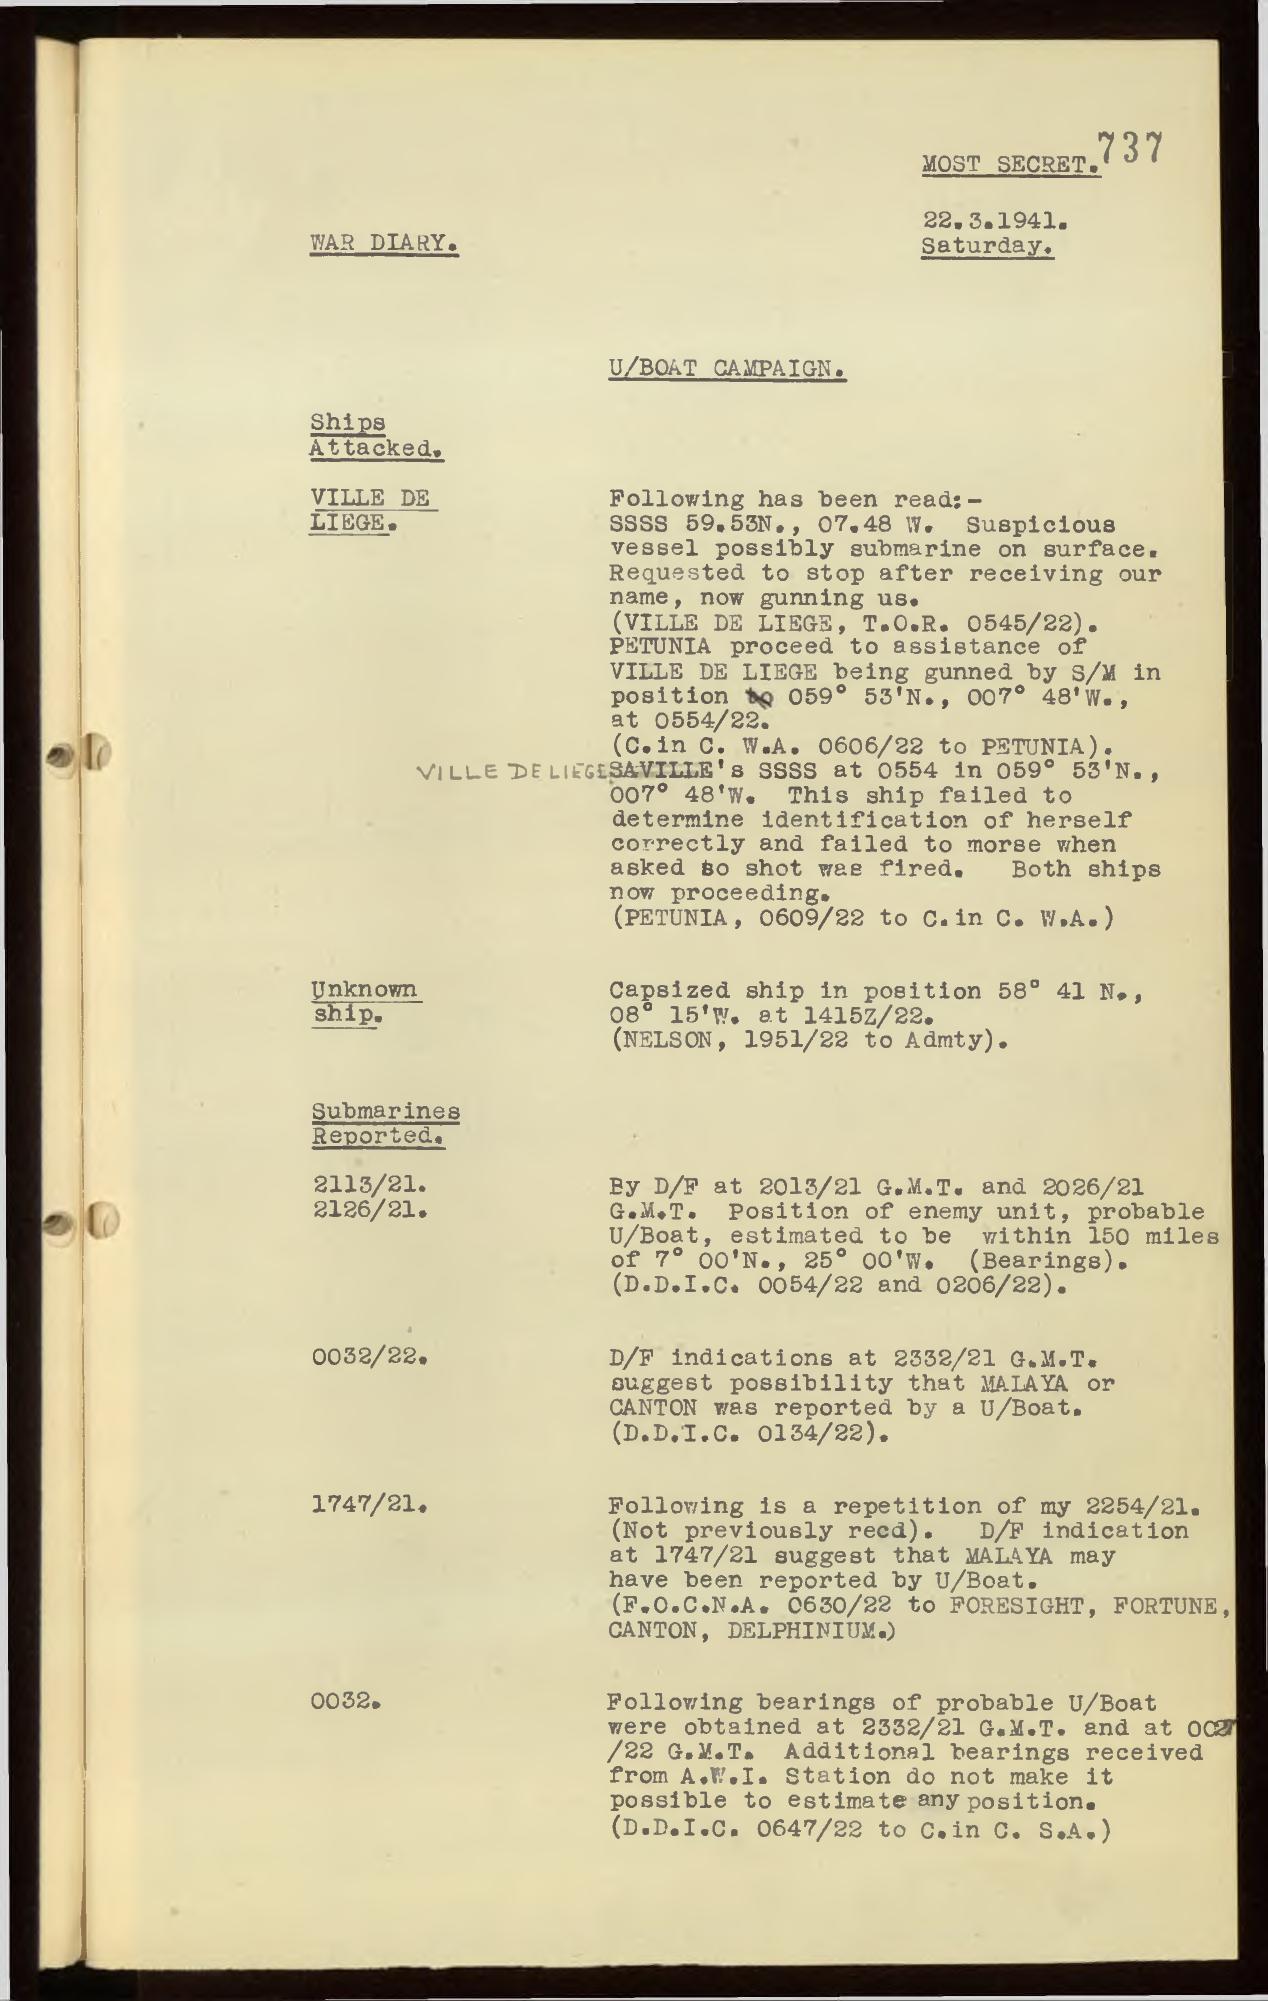 737
MOST SECRET.
22.3.1941.
WAR DIARY.
Saturday.
U/BOAT CAMPAIGN.
Ships
Attacked.
VILLE DE
LIEGE.
Following has been read:-
SSSS 59.53N., 07.48 W. Suspicious
vessel possibly submarine on surface.
Requested to stop after receiving our
name, now gunning us.
(VILLE DE LIEGE, T.O.R. 0545/22).
PETUNIA proceed to assistance of
VILLE DE LIEGE being gunned by S/M in
position to 059° 53'N., 007° 48'W.,
at 0554/22.
(C.in C. W.A. 0606/22 to PETUNIA).
VILLE DE LIEGE SAVILLE's SSSS at 0554 in 059° 53'N.,
007° 48'W. This ship failed to
determine identification of herself
correctly and failed to morse when
asked so shot was fired. Both ships
now proceeding.
(PETUNIA, 0609/22 to C.in C. W.A.)
Unknown
ship.
Capsized ship in position 58° 41 N.,
08° 15'W. at 1415Z/22.
(NELSON, 1951/22 to Admty).
Submarines
Reported.
2113/21.
2126/21.
By D/F at 2013/21 G.M.T. and 2026/21
G.M.T. Position of enemy unit, probable
U/Boat, estimated to be within 150 miles
of 7° 00'N., 25° 00'W. (Bearings).
(D.D.I.C. 0054/22 and 0206/22).
0032/22.
D/F indications at 2332/21 G.M.T.
suggest possibility that MALAYA or
CANTON was reported by a U/Boat.
(D.D.I.C. 0134/22).
1747/21.
Following is a repetition of my 2254/21.
(Not previously recd). D/F indication
at 1747/21 suggest that MALAYA may
have been reported by U/Boat.
(F.O.C.N.A. 0630/22 to FORESIGHT, FORTUNE,
CANTON, DELPHINIUM.)
0032.
Following bearings of probable U/Boat
were obtained at 2332/21 G.M.T. and at
/22 G.M.T. Additional bearings received
from A.W.I. Station do not make it
possible to estimate any position.
(D.D.I.C. 0647/22 to C.in C. S.A.)